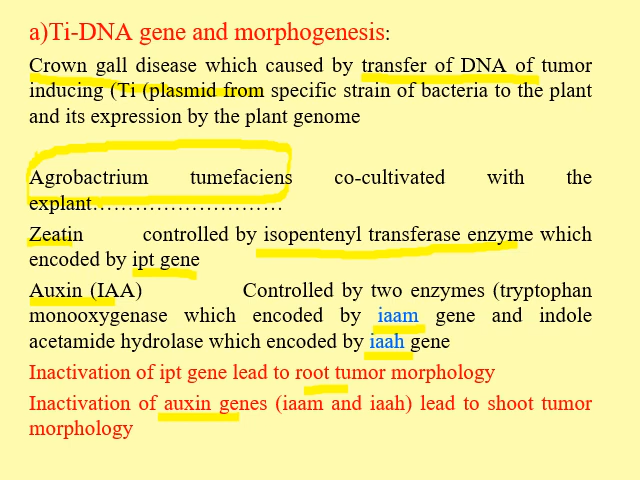 a)Ti-DNA gene and morphogenesis:
Crown gall disease which caused by transfer of DNA of tumor
inducing (Ti (plasmid from specific strain of bacteria to the plant
and its expression by the plant genome
Agrobactrium tumefaciens co-cultivated with the
explant………………………
Zeatin controlled by isopentenyl transferase enzyme which
encoded by ipt gene
Auxin (IAA) Controlled by two enzymes (tryptophan
monooxygenase which encoded by iaam gene and indole
acetamide hydrolase which encoded by iaah gene
Inactivation of ipt gene lead to root tumor morphology
Inactivation of auxin genes (iaam and iaah) lead to shoot tumor
morphology